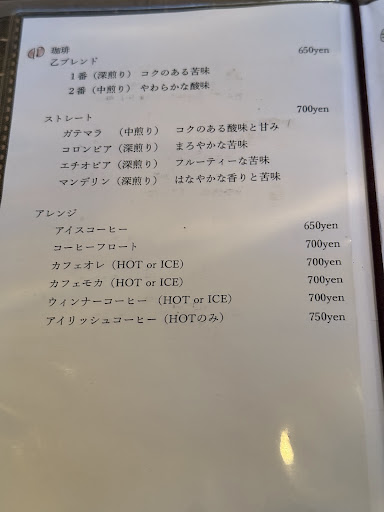 珈琲 650yen
乙ブレンド
1番（深煎り） コクのある苦味
2番（中煎り） やわらかな酸味
700yen
ストレート
ガテマラ （中煎り） コクのある酸味と甘み
コロンビア（深煎り） まろやかな苦味
エチオピア（深煎り） フルーティーな苦味
マンデリン（深煎り） はなやかな香りと苦味
アレンジ
アイスコーヒー 650yen
コーヒーフロート 700yen
カフェオレ（HOT or ICE） 700yen
カフェモカ（HOT or ICE） 700yen
ウィンナーコーヒー （HOT or ICE） 700yen
アイリッシュコーヒー（HOTのみ） 750yen